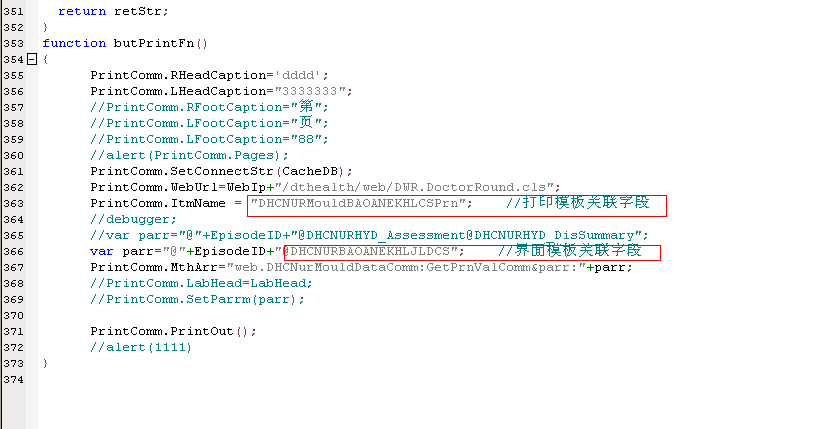 351 return retStr;
352 }
353 function butPrintFn()
354 {
355 PrintComm.RHeadCaption='dddd';
356 PrintComm.LHeadCaption="3333333";
357 //PrintComm.RFootCaption="第";
358 //PrintComm.LFootCaption="页";
359 //PrintComm.LFootCaption="88";
360 //alert(PrintComm.Pages);
361 PrintComm.SetConnectStr(CacheDB);
362 PrintComm.WebUrl=WebIp+"/dthealth/web/DWR.DoctorRound.cls";
363 PrintComm.ItmName = "DHCNURMouldBAOANEKHLCSPrn"; //打印模板关联字段
364 //debugger;
365 //var parr="@"+EpisodeID+"@DHCNURHYD_Assessment@DHCNURHYD_DisSummary";
366 var parr="@"+EpisodeID+"@DHCNURBAOANEKHLJLDCS"; //界面模板关联字段
367 PrintComm.MthArr="web.DHCNurMouldDataComm:GetPrnValComm&parr:"+parr;
368 //PrintComm.LabHead=LabHead;
369 //PrintComm.SetParrm(parr);
370
371 PrintComm.PrintOut();
372 //alert(1111)
373 }
374